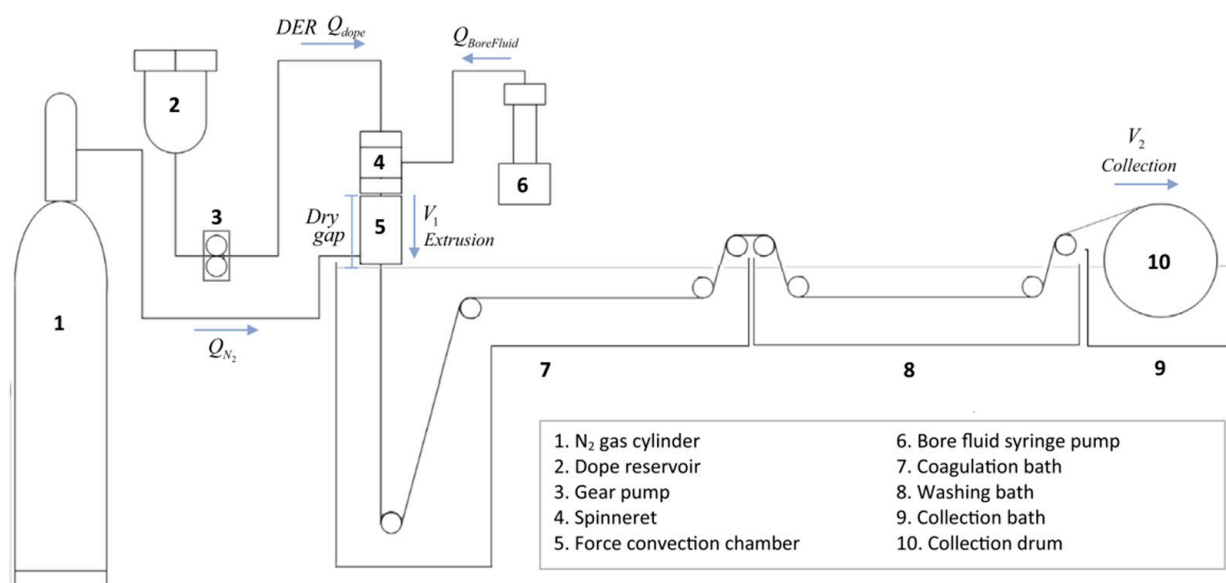 DER Q_dope
Q_BoreFluid
2
4
6
V_2
Collection
3
Dry
gap
5
V_1
Extrusion
10
1
Q_N_2
7
8
9
1. N₂ gas cylinder
2. Dope reservoir
3. Gear pump
4. Spinneret
5. Force convection chamber
6. Bore fluid syringe pump
7. Coagulation bath
8. Washing bath
9. Collection bath
10. Collection drum